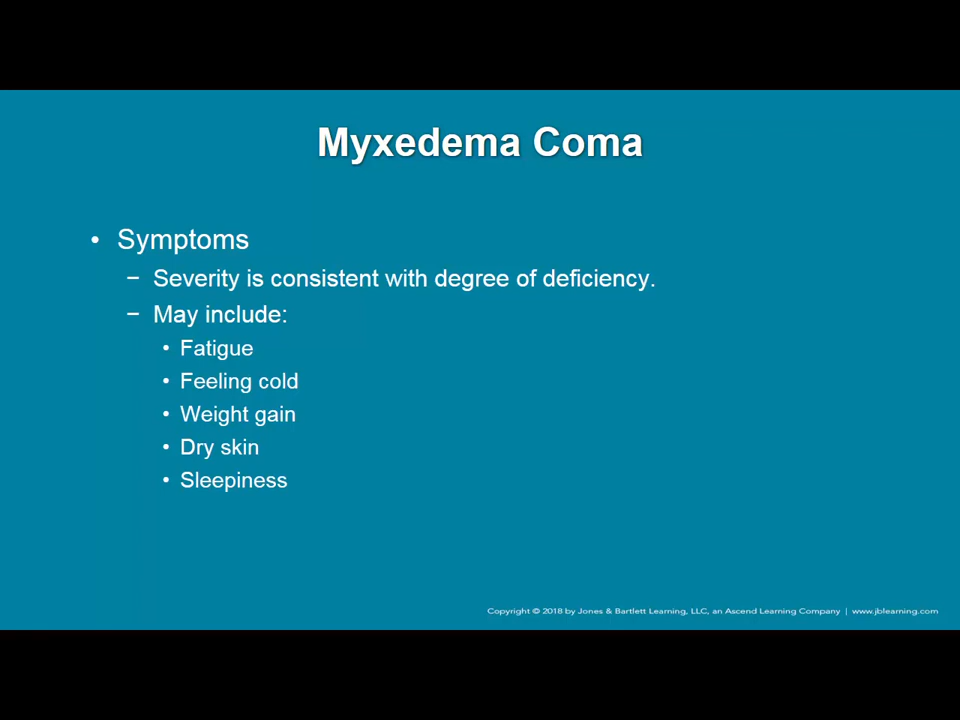 Myxedema Coma
• Symptoms
– Severity is consistent with degree of deficiency.
– May include:
• Fatigue
• Feeling cold
• Weight gain
• Dry skin
• Sleepiness
Copyright © 2018 by Jones & Bartlett Learning, LLC, an Ascend Learning Company | www.jblearning.com